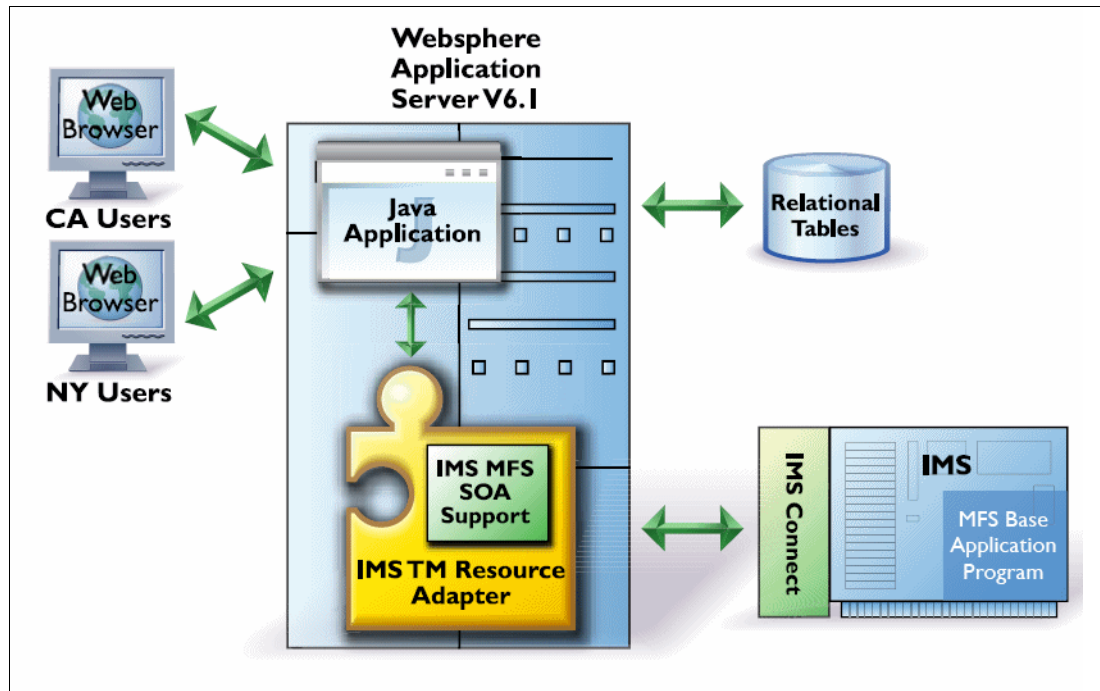 Websphere
Application
Server V6.1
Web
Browser
CA Users
Web
Browser
NY Users
J
Java
Application
Relational
Tables
IMS MFS
SOA
Support
IMS TM Resource
Adapter
IMS Connect
IMS
MFS Base
Application
Program